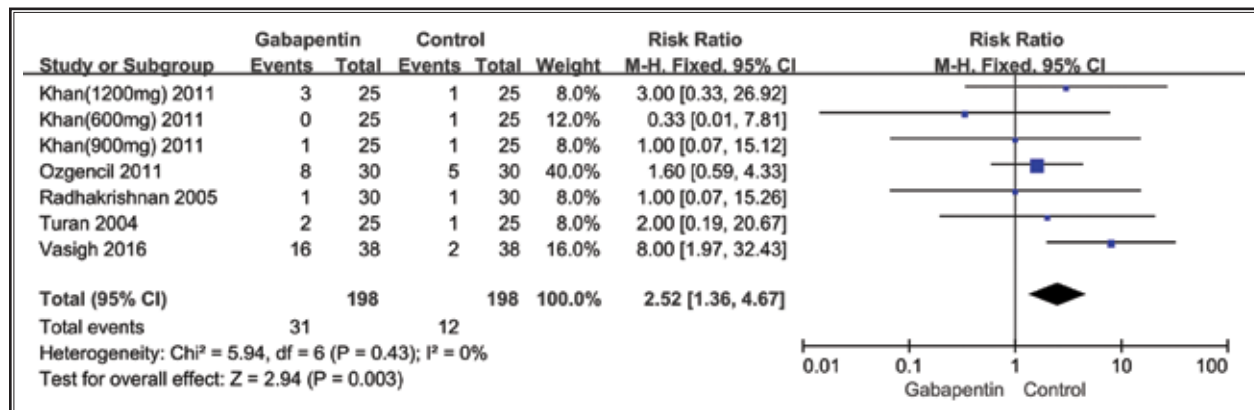 Gabapentin Control Risk Ratio Risk Ratio
Study or Subgroup Events Total Events Total Weight M-H, Fixed, 95% CI M-H, Fixed, 95% CI
Khan(1200mg) 2011 3 25 1 25 8.0% 3.00 [0.33, 26.92]
Khan(600mg) 2011 0 25 1 25 12.0% 0.33 [0.01, 7.81]
Khan(900mg) 2011 1 25 1 25 8.0% 1.00 [0.07, 15.12]
Ozgencil 2011 8 30 5 30 40.0% 1.60 [0.59, 4.33]
Radhakrishnan 2005 1 30 1 30 8.0% 1.00 [0.07, 15.26]
Turan 2004 2 25 1 25 8.0% 2.00 [0.19, 20.67]
Vasigh 2016 16 38 2 38 16.0% 8.00 [1.97, 32.43]
Total (95% CI) 198 198 100.0% 2.52 [1.36, 4.67]
Total events 31 12
Heterogeneity: Chi² = 5.94, df = 6 (P = 0.43); I² = 0%
Test for overall effect: Z = 2.94 (P = 0.003)
0.01 0.1 1 10 100
Gabapentin Control